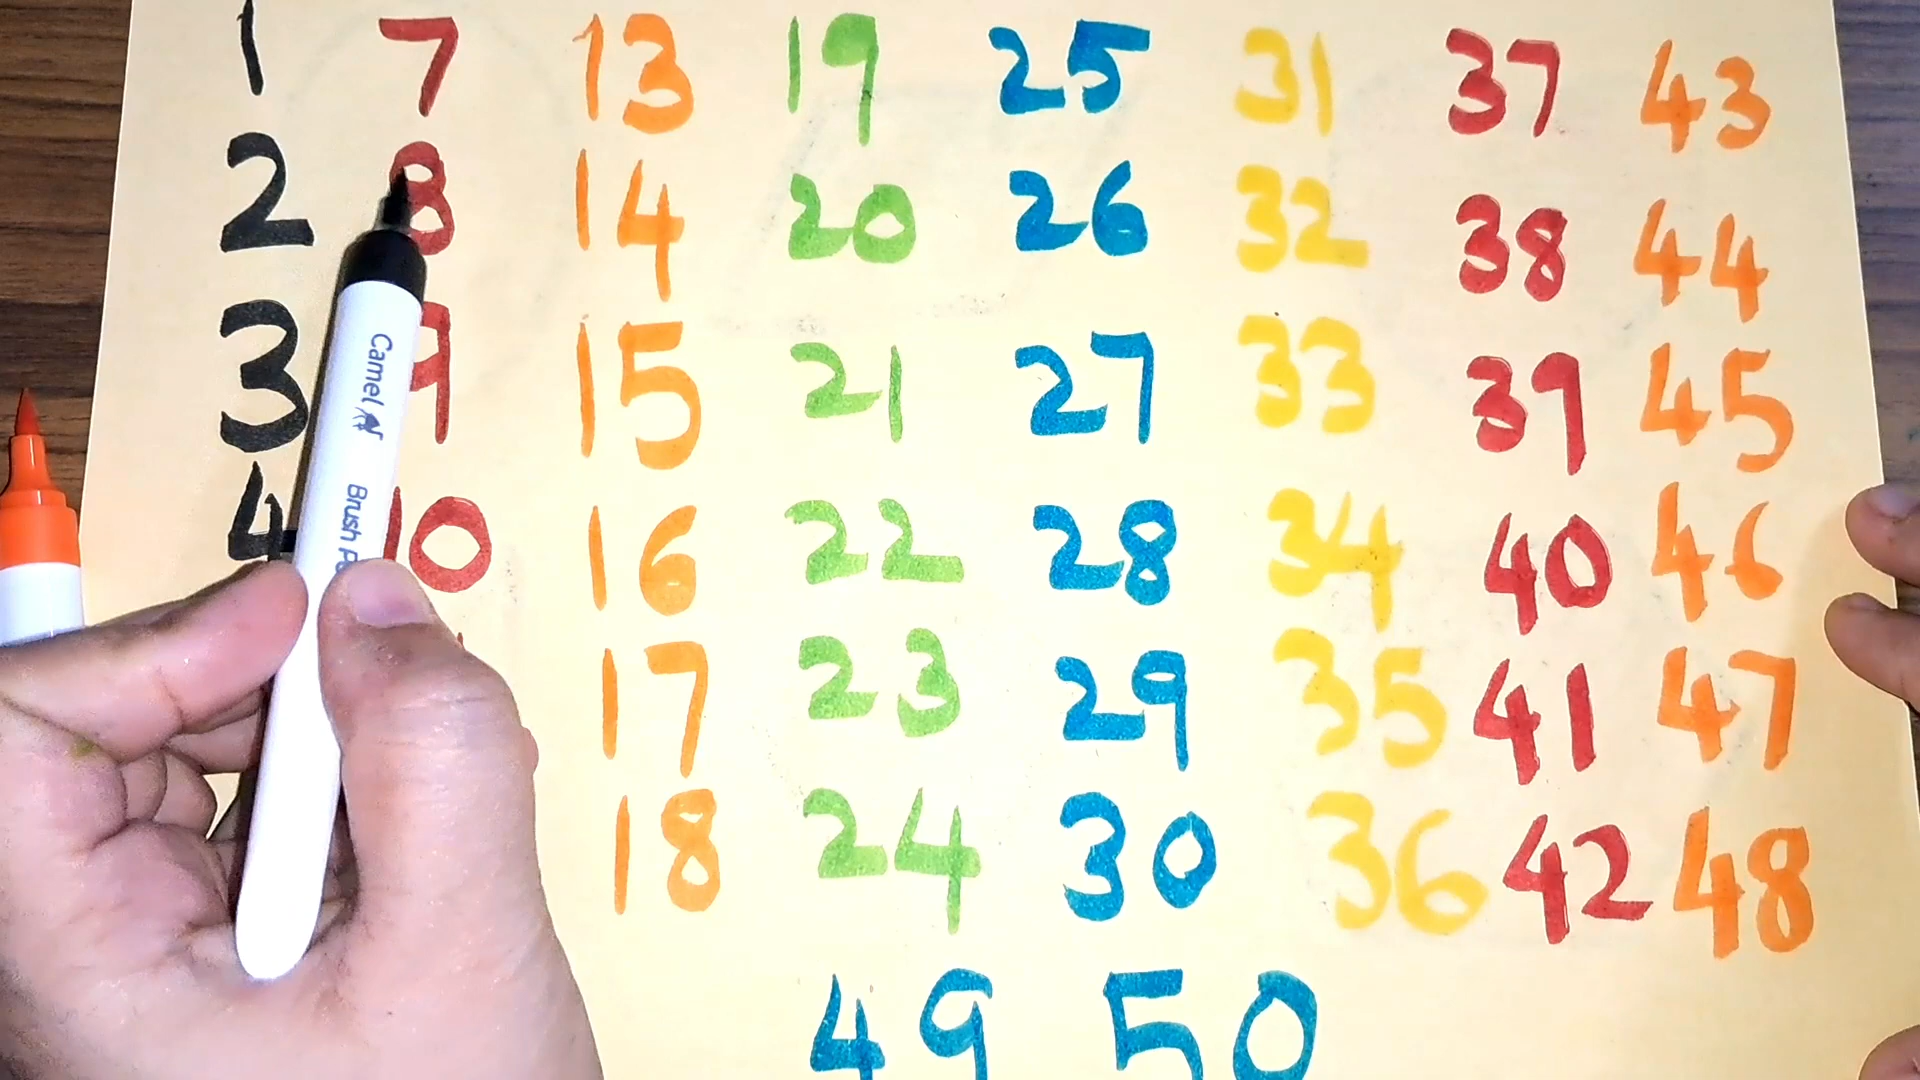 1 7 13 19 25 31 37 43
2 8 14 20 26 32 38 44
3 9 15 21 27 33 39 45
4 10 16 22 28 34 40 46
17 23 29 35 41 47
18 24 30 36 42 48
49 50
Camel
Brush